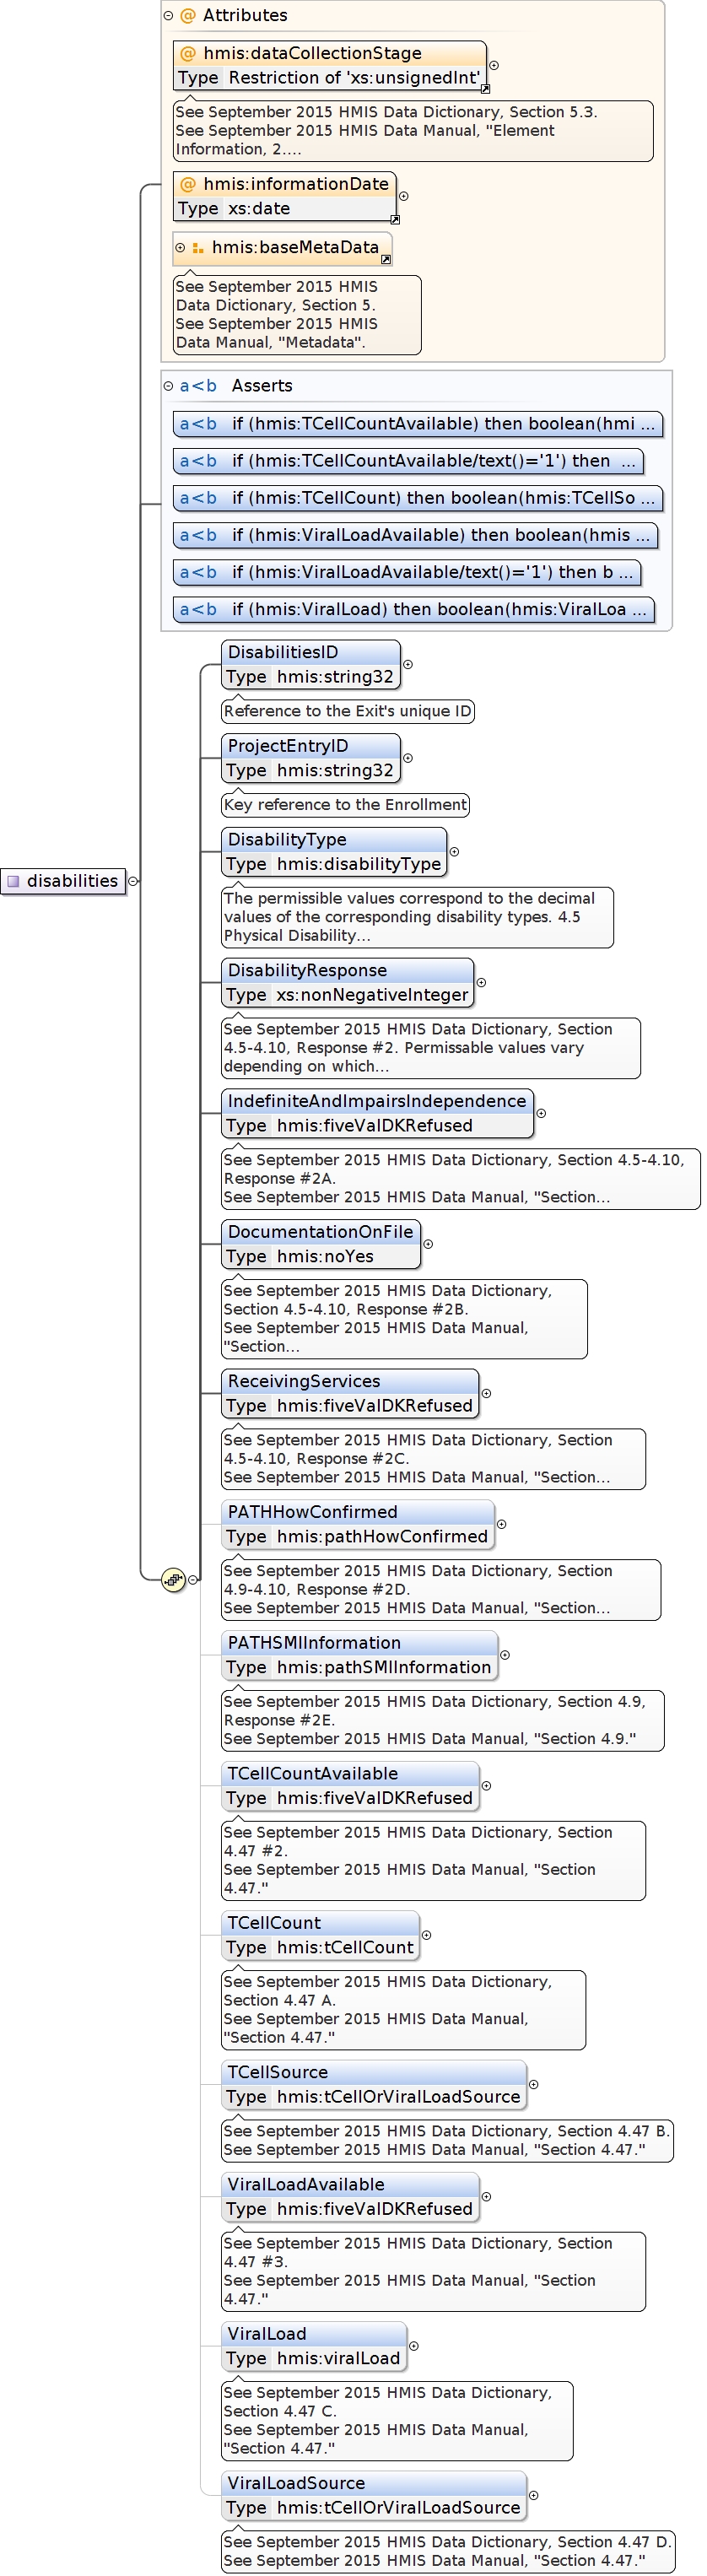 Attributes
@ hmis:dataCollectionStage
Type Restriction of 'xs:unsignedInt'
See September 2015 HMIS Data Dictionary, Section 5.3.
See September 2015 HMIS Data Manual, "Element
Information, 2....
@ hmis:informationDate
Type xs:date
hmis:baseMetaData
See September 2015 HMIS
Data Dictionary, Section 5.
See September 2015 HMIS
Data Manual, "Metadata".
a<b Asserts
a<b if (hmis:TCellCountAvailable) then boolean(hmi ...
a<b if (hmis:TCellCountAvailable/text()='1') then ...
a<b if (hmis:TCellCount) then boolean(hmis:TCellSo ...
a<b if (hmis:ViralLoadAvailable) then boolean(hmis ...
a<b if (hmis:ViralLoadAvailable/text()='1') then b ...
a<b if (hmis:ViralLoad) then boolean(hmis:ViralLoa ...
disabilities
DisabilitiesID
Type hmis:string32
Reference to the Exit's unique ID
ProjectEntryID
Type hmis:string32
Key reference to the Enrollment
DisabilityType
Type hmis:disabilityType
The permissible values correspond to the decimal
values of the corresponding disability types. 4.5
Physical Disability...
DisabilityResponse
Type xs:nonNegativeInteger
See September 2015 HMIS Data Dictionary, Section
4.5-4.10, Response #2. Permissable values vary
depending on which...
IndefiniteAndImpairsIndependence
Type hmis:fiveValDKRefused
See September 2015 HMIS Data Dictionary, Section 4.5-4.10,
Response #2A.
See September 2015 HMIS Data Manual, "Section...
DocumentationOnFile
Type hmis:noYes
See September 2015 HMIS Data Dictionary,
Section 4.5-4.10, Response #2B.
See September 2015 HMIS Data Manual,
"Section...
ReceivingServices
Type hmis:fiveValDKRefused
See September 2015 HMIS Data Dictionary, Section
4.5-4.10, Response #2C.
See September 2015 HMIS Data Manual, "Section...
PATHHowConfirmed
Type hmis:pathHowConfirmed
See September 2015 HMIS Data Dictionary, Section
4.9-4.10, Response #2D.
See September 2015 HMIS Data Manual, "Section...
PATHSMIInformation
Type hmis:pathSMIInformation
See September 2015 HMIS Data Dictionary, Section 4.9,
Response #2E.
See September 2015 HMIS Data Manual, "Section 4.9."
TCellCountAvailable
Type hmis:fiveValDKRefused
See September 2015 HMIS Data Dictionary, Section
4.47 #2.
See September 2015 HMIS Data Manual, "Section
4.47."
TCellCount
Type hmis:tCellCount
See September 2015 HMIS Data Dictionary,
Section 4.47 A.
See September 2015 HMIS Data Manual,
"Section 4.47."
TCellSource
Type hmis:tCellOrViralLoadSource
See September 2015 HMIS Data Dictionary, Section 4.47 B.
See September 2015 HMIS Data Manual, "Section 4.47."
ViralLoadAvailable
Type hmis:fiveValDKRefused
See September 2015 HMIS Data Dictionary, Section
4.47 #3.
See September 2015 HMIS Data Manual, "Section
4.47."
ViralLoad
Type hmis:viralLoad
See September 2015 HMIS Data Dictionary,
Section 4.47 C.
See September 2015 HMIS Data Manual,
"Section 4.47."
ViralLoadSource
Type hmis:tCellOrViralLoadSource
See September 2015 HMIS Data Dictionary, Section 4.47 D.
See September 2015 HMIS Data Manual, "Section 4.47."